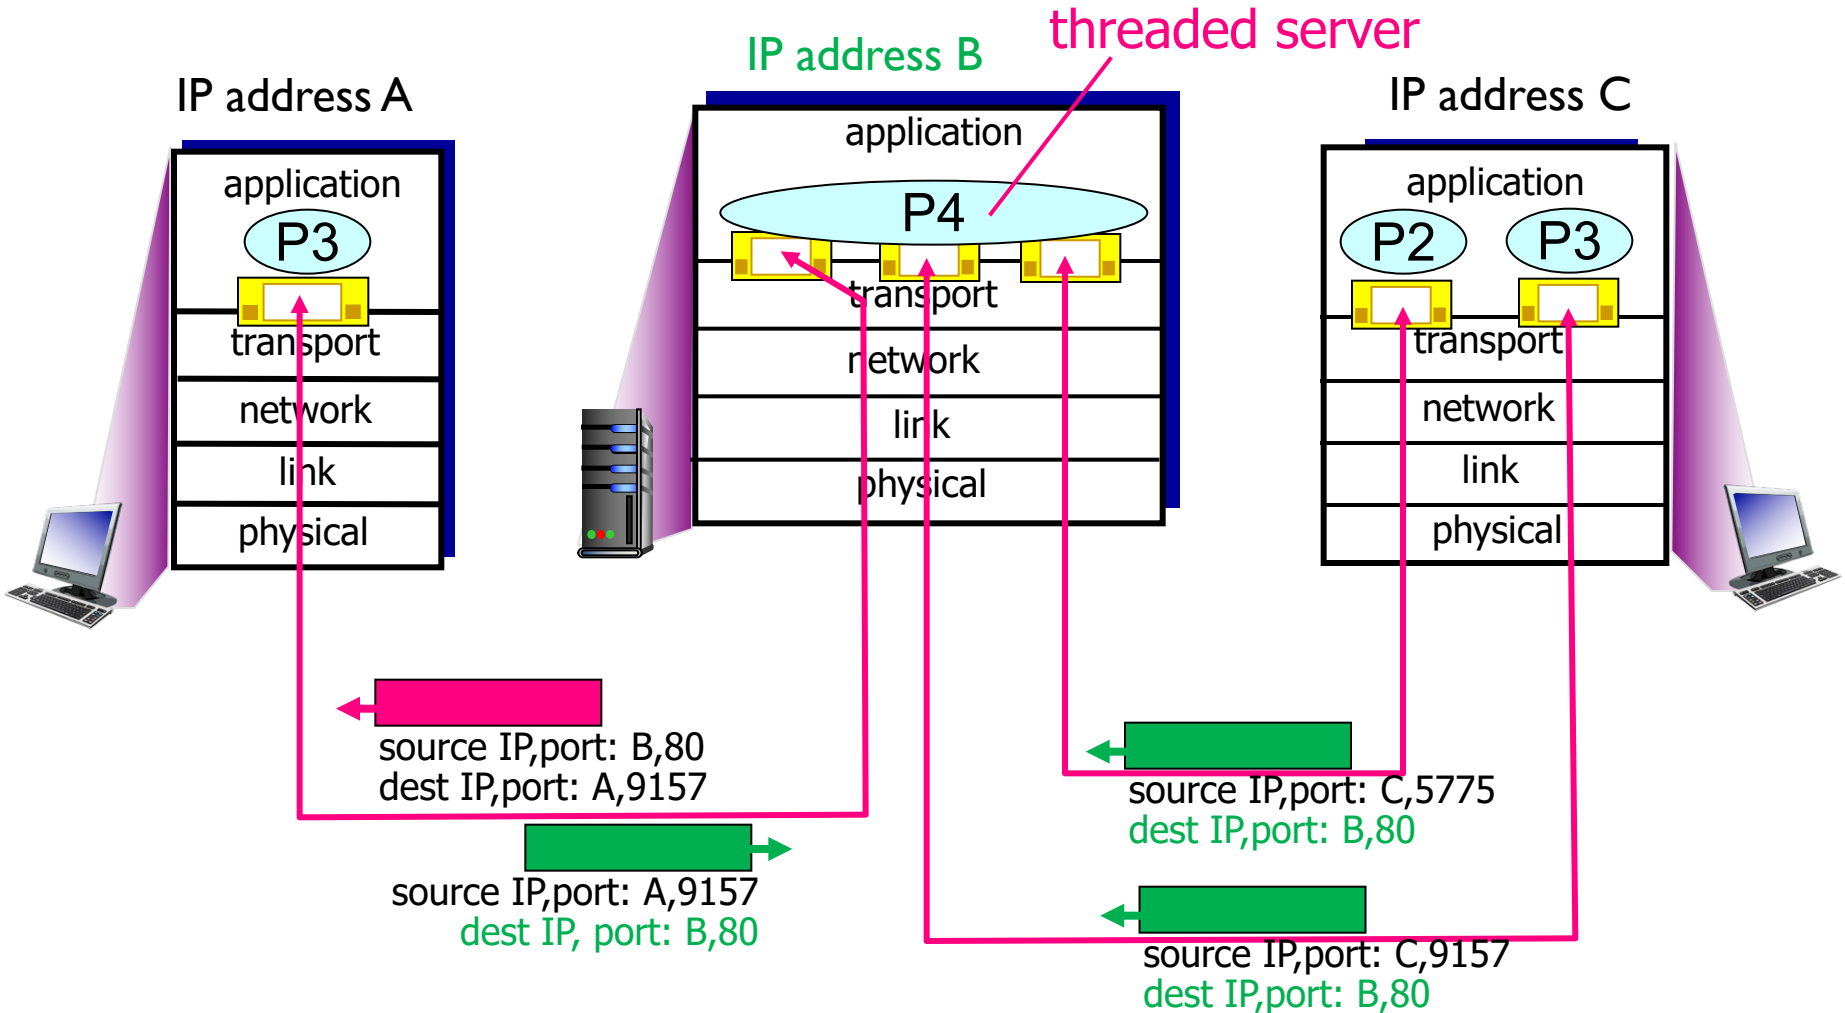 threaded server
IP address B
IP address A
IP address C
application
P3
transport
network
link
physical
application
P4
transport
network
link
physical
application
P2
P3
transport
network
link
physical
source IP,port: B,80
dest IP,port: A,9157
source IP,port: A,9157
dest IP, port: B,80
source IP,port: C,5775
dest IP,port: B,80
source IP,port: C,9157
dest IP,port: B,80